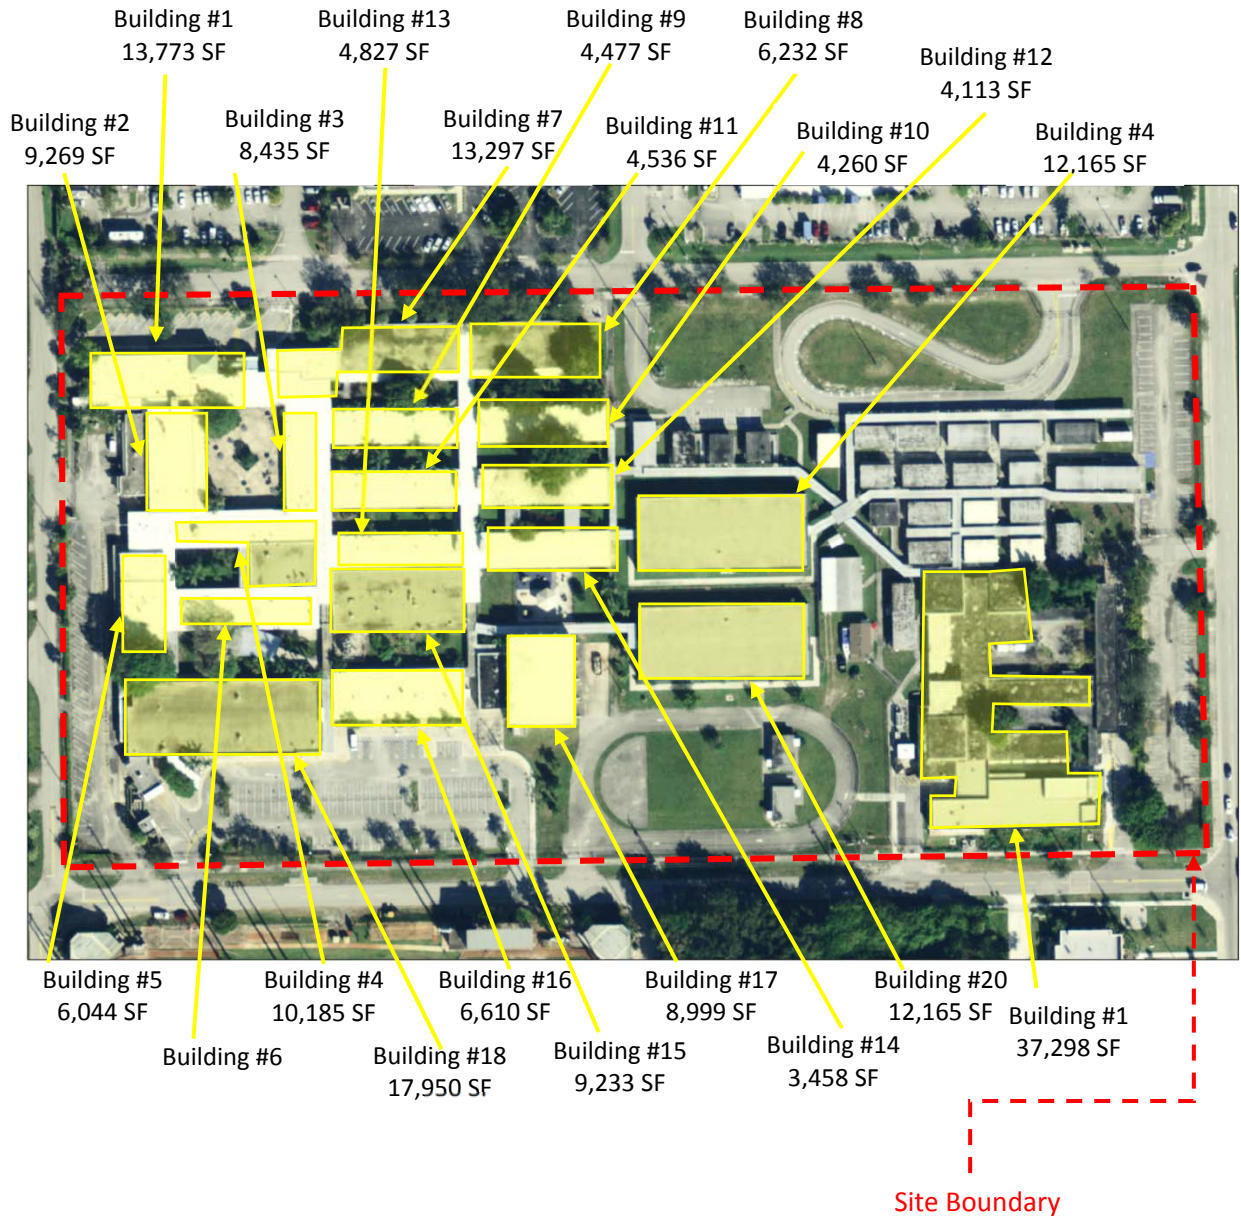 Building #1
13,773 SF
Building #13
4,827 SF
Building #9
4,477 SF
Building #8
6,232 SF
Building #12
4,113 SF
Building #2
9,269 SF
Building #3
8,435 SF
Building #7
13,297 SF
Building #11
4,536 SF
Building #10
4,260 SF
Building #4
12,165 SF
Building #5
6,044 SF
Building #4
10,185 SF
Building #16
6,610 SF
Building #17
8,999 SF
Building #20
12,165 SF
Building #1
37,298 SF
Building #6
Building #18
17,950 SF
Building #15
9,233 SF
Building #14
3,458 SF
Site Boundary